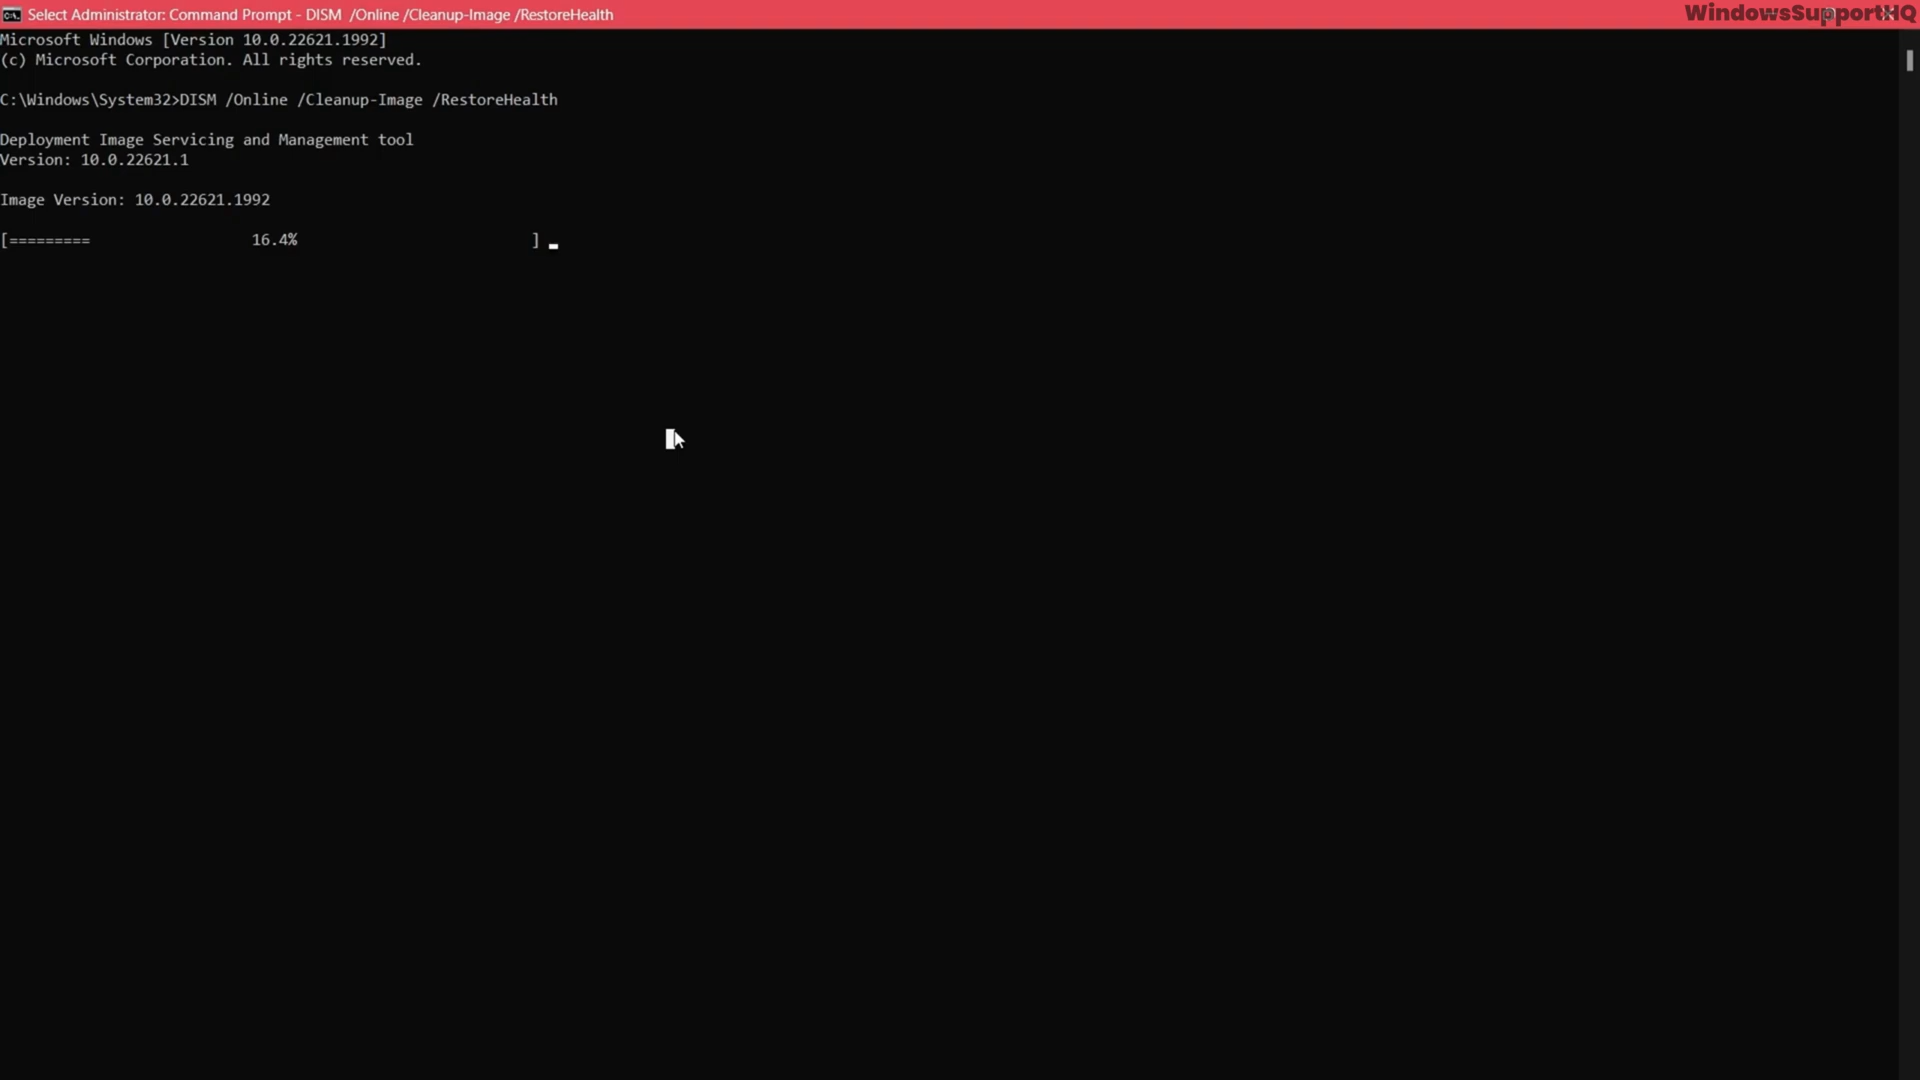 Select Administrator: Command Prompt - DISM  /Online /Cleanup-Image /RestoreHealth
WindowsSupportHQ
Microsoft Windows [Version 10.0.22621.1992]
(c) Microsoft Corporation. All rights reserved.
C:\Windows\System32>DISM /Online /Cleanup-Image /RestoreHealth
Deployment Image Servicing and Management tool
Version: 10.0.22621.1
Image Version: 10.0.22621.1992
[=========                  16.4%                          ]